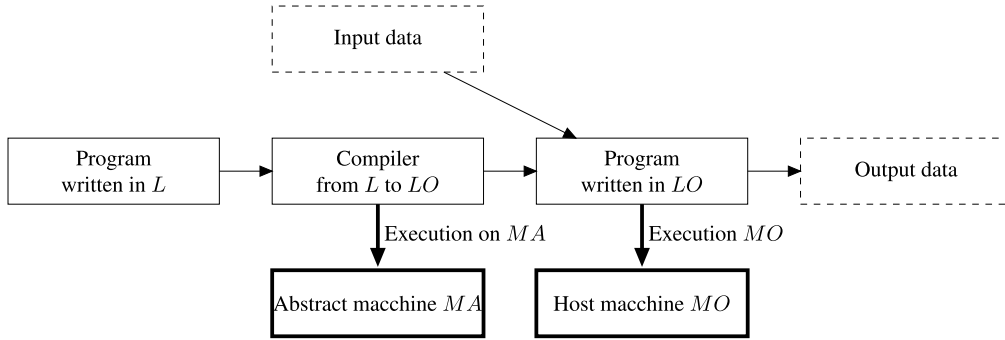 Input data
Program
written in L
Compiler
from L to LO
Program
written in LO
Output data
Execution on MA
Execution MO
Abstract macchine MA
Host macchine MO